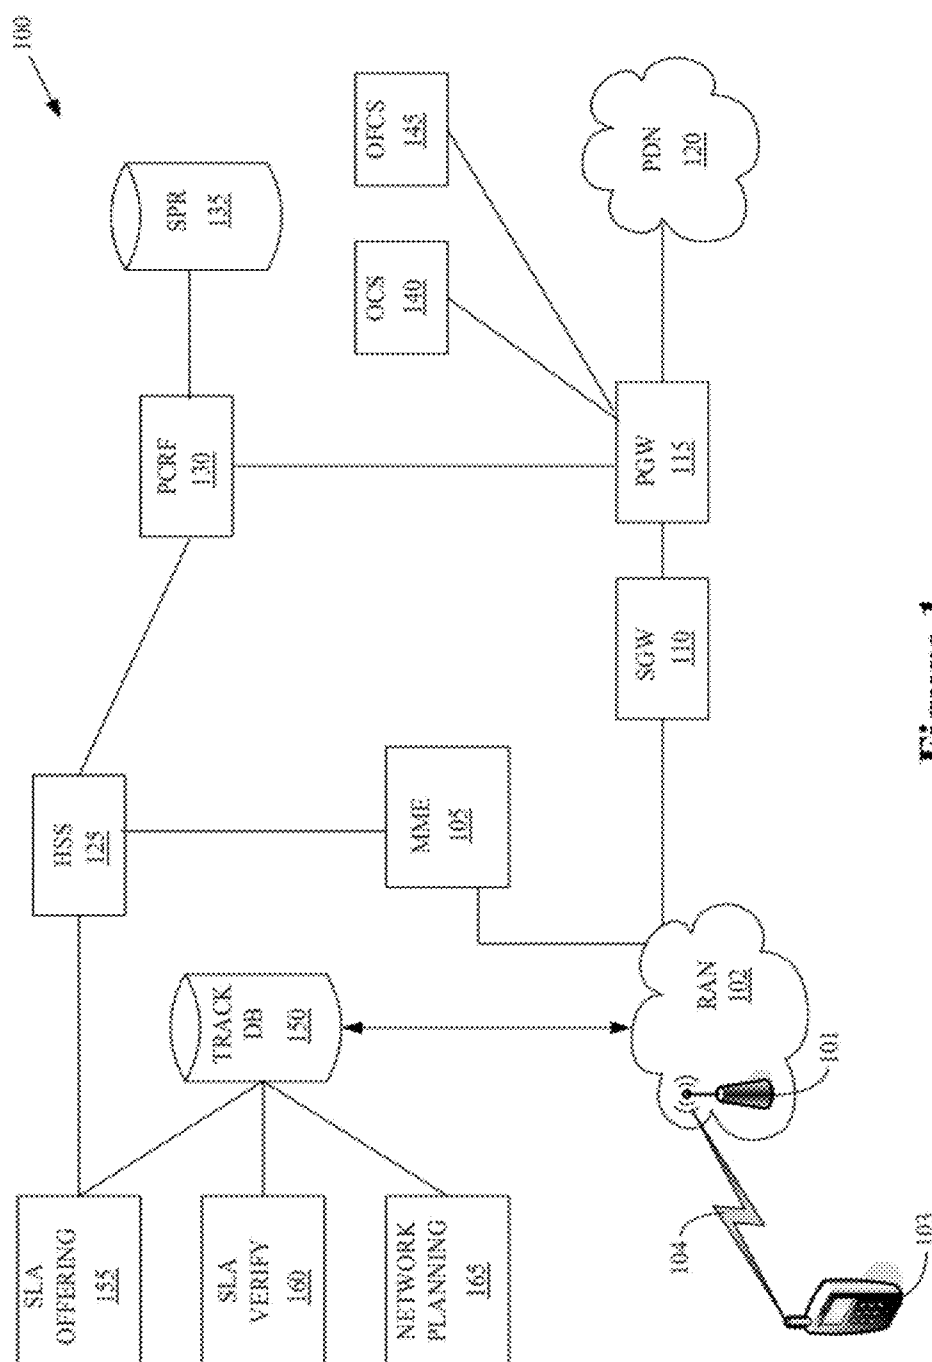 100
SLA
OFFERING
155
HSS
125
PCRF
130
SPR
135
TRACK
DB
150
SLA
VERIFY
160
MME
105
OCS
140
OFCS
145
NETWORK
PLANNING
165
RAN
102
SGW
110
PGW
115
PDN
120
101
104
103